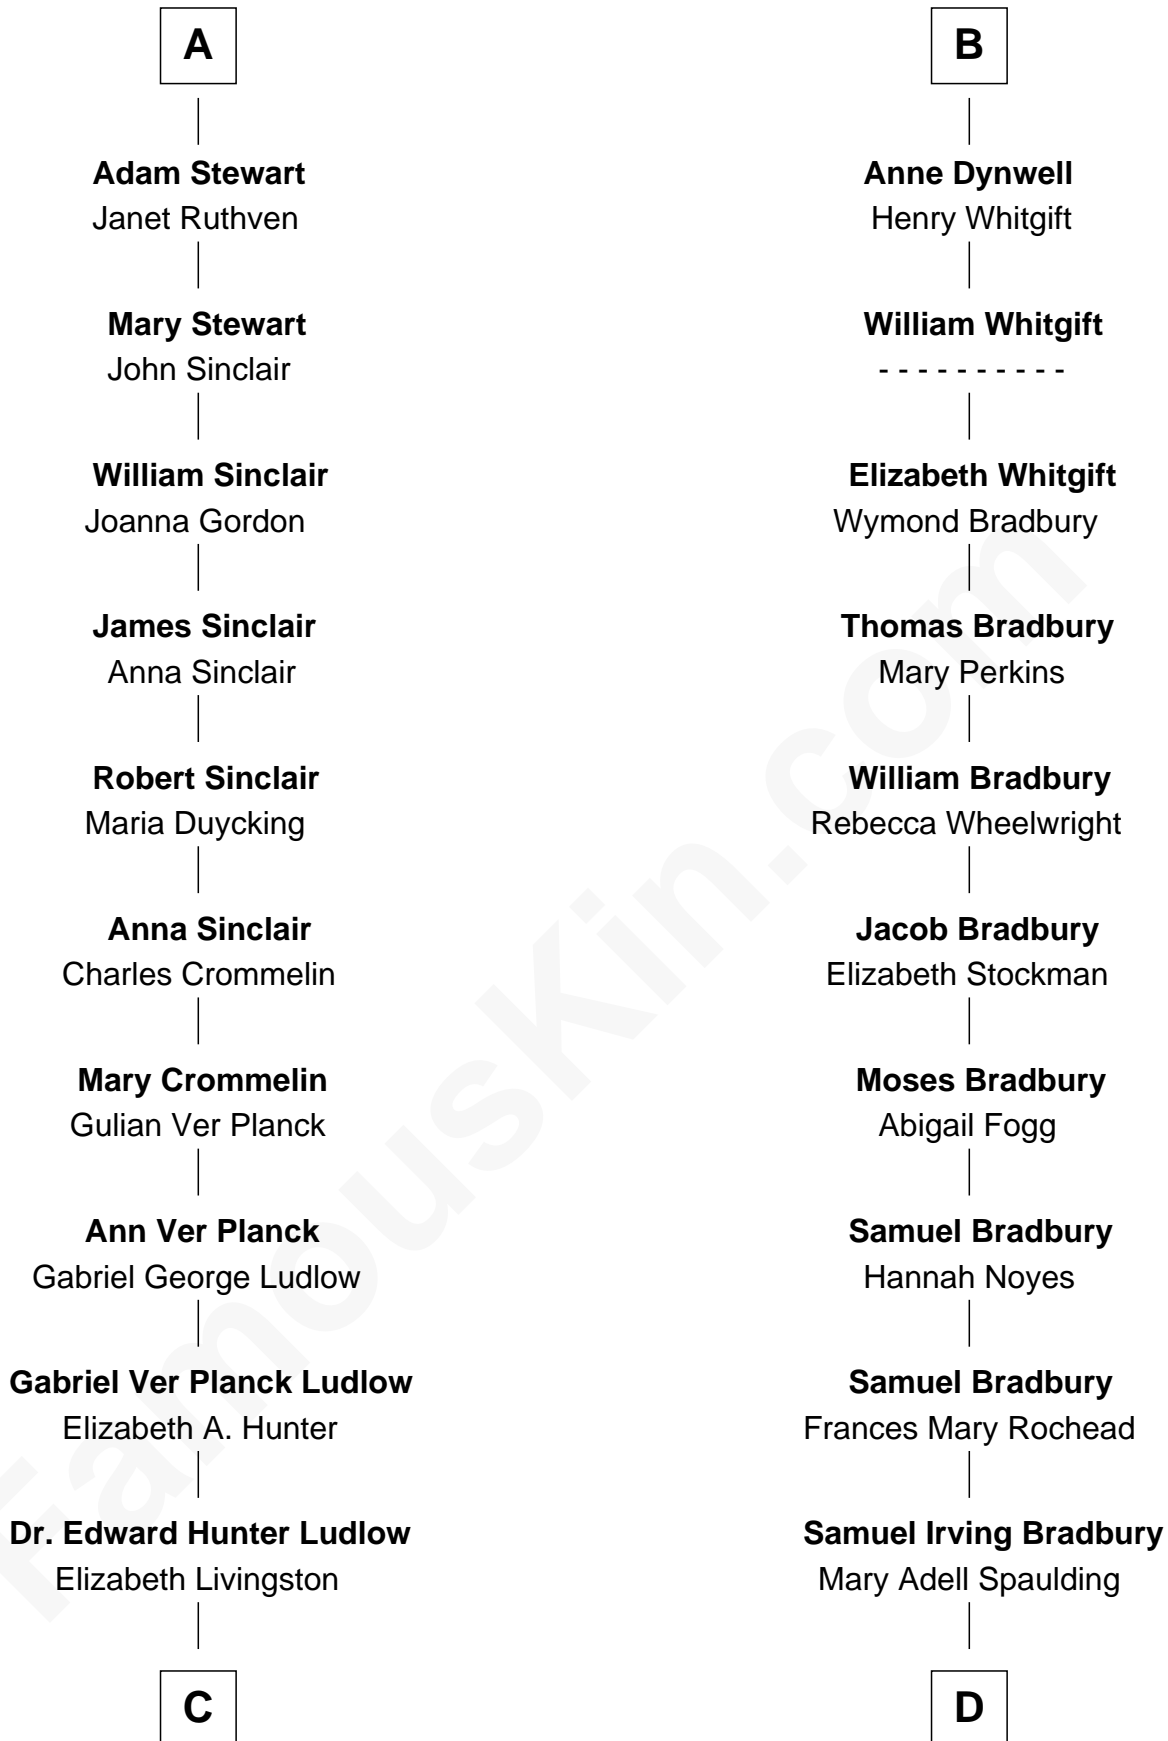 A
Adam Stewart
Janet Ruthven
Mary Stewart
John Sinclair
William Sinclair
Joanna Gordon
James Sinclair
Anna Sinclair
Robert Sinclair
Maria Duycking
Anna Sinclair
Charles Crommelin
Mary Crommelin
Gulian Ver Planck
Ann Ver Planck
Gabriel George Ludlow
Gabriel Ver Planck Ludlow
Elizabeth A. Hunter
Dr. Edward Hunter Ludlow
Elizabeth Livingston
C
B
Anne Dynwell
Henry Whitgift
William Whitgift
- - - - - - - - - -
Elizabeth Whitgift
Wymond Bradbury
Thomas Bradbury
Mary Perkins
William Bradbury
Rebecca Wheelwright
Jacob Bradbury
Elizabeth Stockman
Moses Bradbury
Abigail Fogg
Samuel Bradbury
Hannah Noyes
Samuel Bradbury
Frances Mary Rochead
Samuel Irving Bradbury
Mary Adell Spaulding
D
FamousKin.com